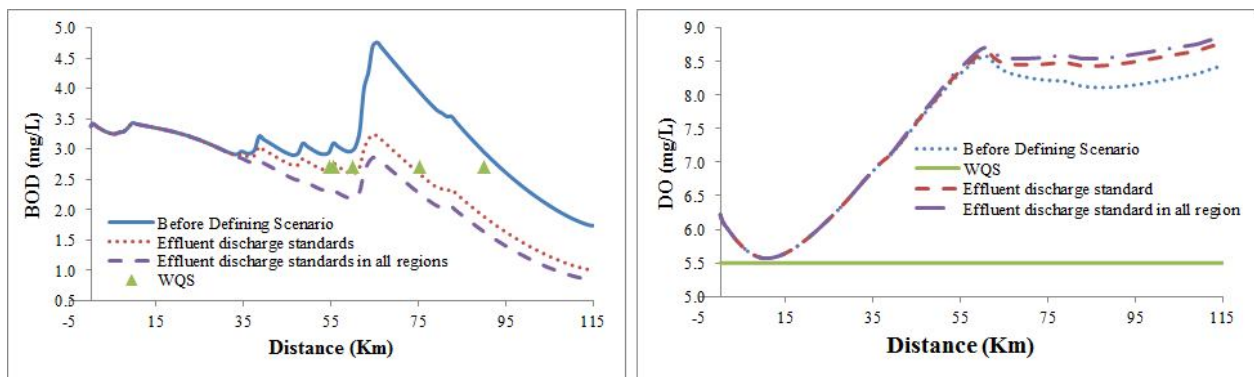 5.0
4.5
4.0
3.5
3.0
2.5
2.0
1.5
1.0
0.5
BOD (mg/L)
Before Defining Scenario
Effluent discharge standards
Effluent discharge standards in all regions
WQS
-5 15 35 55 75 95 115
Distance (Km)
9.0
8.5
8.0
7.5
7.0
6.5
6.0
5.5
5.0
DO (mg/L)
Before Defining Scenario
WQS
Effluent discharge standard
Effluent discharge standard in all region
-5 15 35 55 75 95 115
Distance (Km)